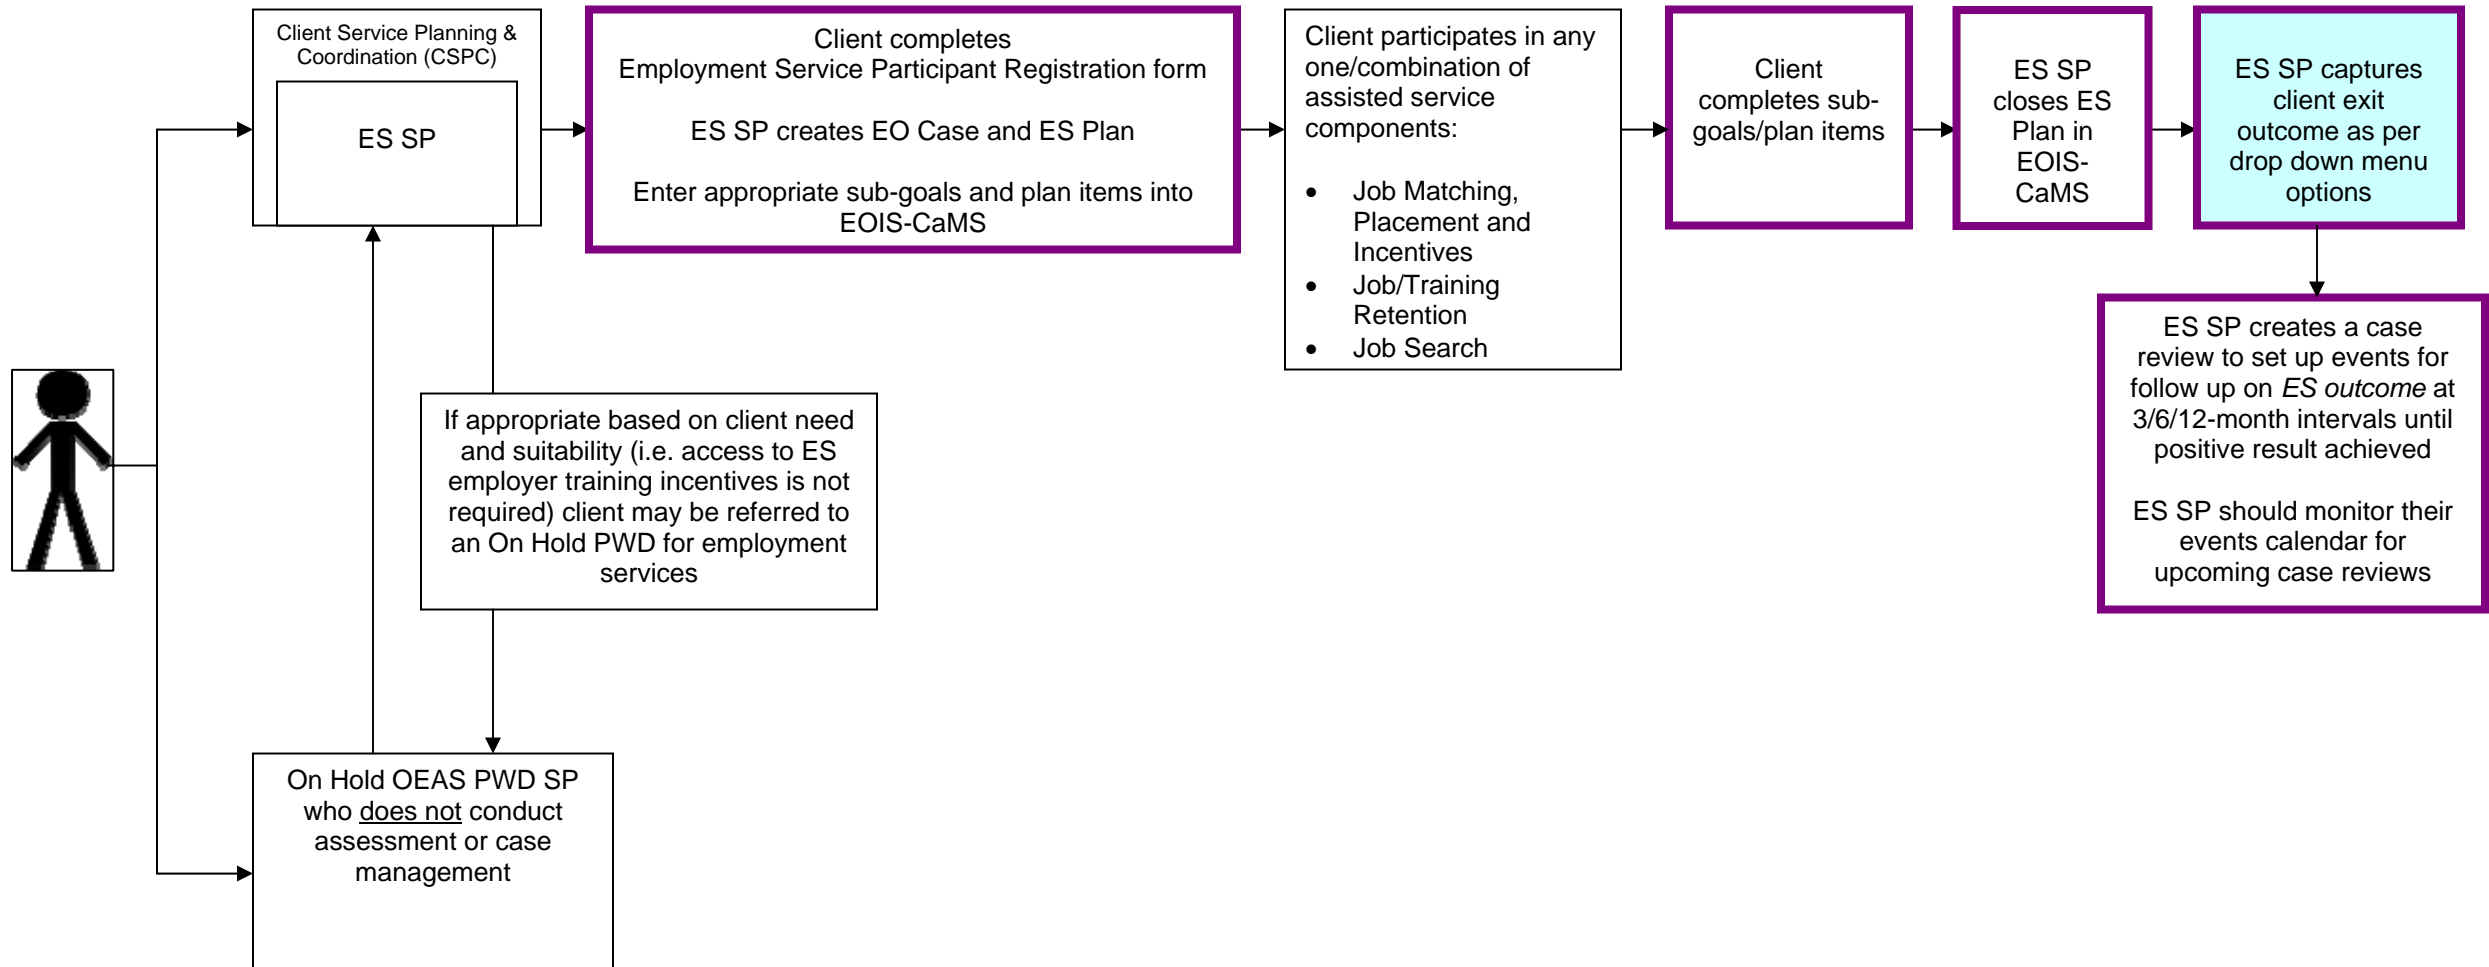 Client Service Planning &
Coordination (CSPC)
ES SP
Client completes
Employment Service Participant Registration form
ES SP creates EO Case and ES Plan
Enter appropriate sub-goals and plan items into
EOIS-CaMS
Client participates in any
one/combination of
assisted service
components:
• Job Matching,
Placement and
Incentives
• Job/Training
Retention
• Job Search
Client
completes sub-
goals/plan items
ES SP
closes ES
Plan in
EOIS-
CaMS
ES SP captures
client exit
outcome as per
drop down menu
options
ES SP creates a case
review to set up events for
follow up on ES outcome at
3/6/12-month intervals until
positive result achieved
ES SP should monitor their
events calendar for
upcoming case reviews
If appropriate based on client need
and suitability (i.e. access to ES
employer training incentives is not
required) client may be referred to
an On Hold PWD for employment
services
On Hold OEAS PWD SP
who does not conduct
assessment or case
management